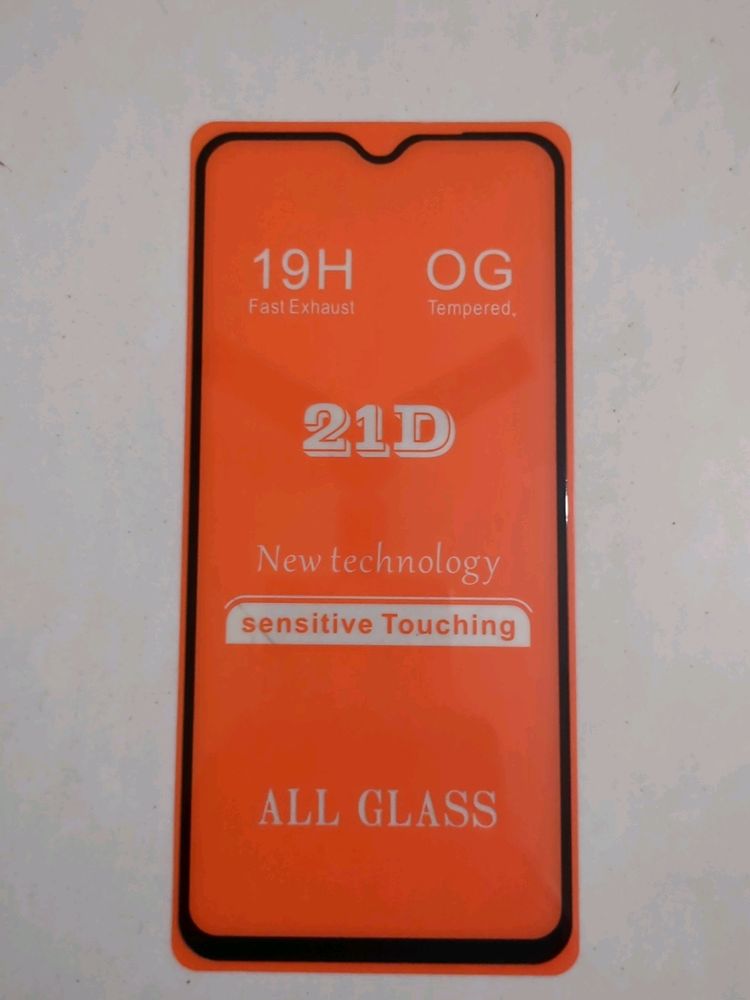 19H OG
Fast Exhaust Tempered,
21D
New technology
sensitive Touching
ALL GLASS